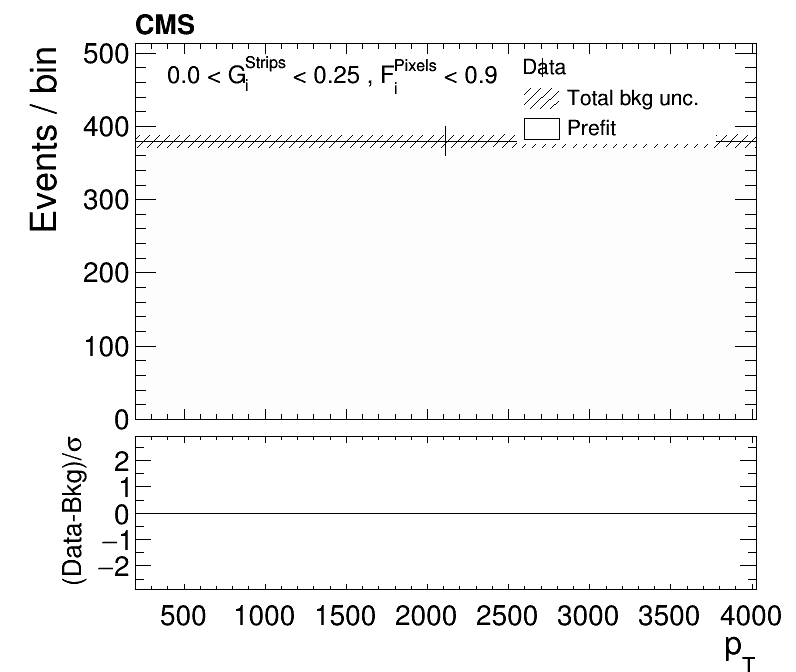 CMS
Events / bin
500
400
300
200
100
0
0.0 < G_i^Strips < 0.25 , F_i^Pixels < 0.9
Data
Total bkg unc.
Prefit
(Data-Bkg)/σ
2
1
0
−1
−2
500 1000 1500 2000 2500 3000 3500 4000
p_T